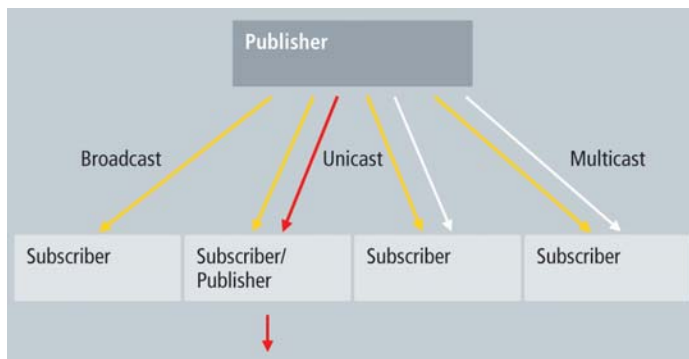 Publisher
Broadcast
Unicast
Multicast
Subscriber
Subscriber/
Publisher
Subscriber
Subscriber